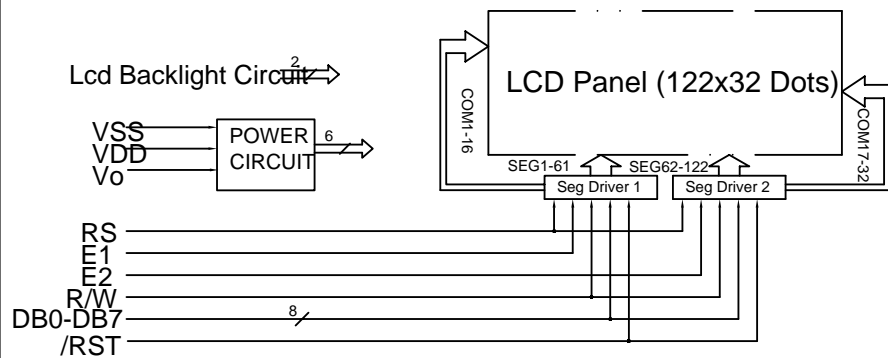 Lcd Backlight Circuit
2
LCD Panel (122x32 Dots)
COM1-16
COM17-32
VSS
VDD
Vo
POWER
CIRCUIT
6
SEG1-61
SEG62-122
Seg Driver 1
Seg Driver 2
RS
E1
E2
R/W
DB0-DB7
8
/RST